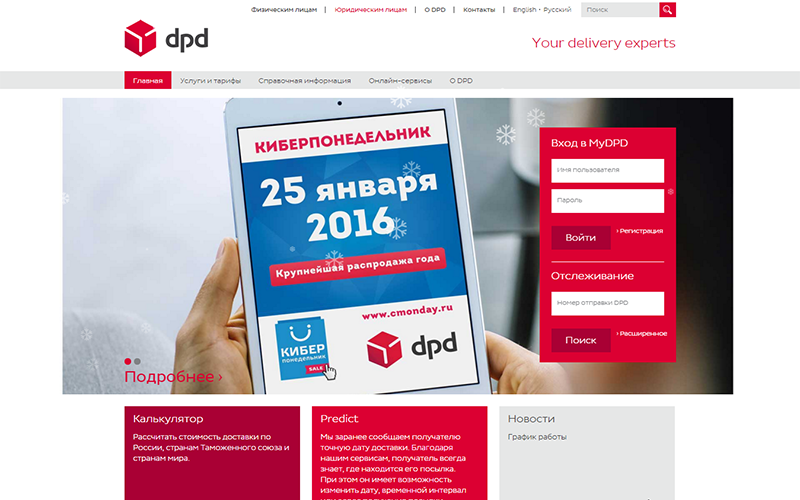 Физическим лицам | Юридическим лицам | О DPD | Контакты | English • Русский Поиск
dpd
Your delivery experts
Главная Услуги и тарифы Справочная информация Онлайн-сервисы О DPD
КИБЕРПОНЕДЕЛЬНИК
25 января
2016
Крупнейшая распродажа года
www.cmonday.ru
КИБЕР
понедельник
SALE
dpd
Подробнее ›
Вход в MyDPD
Имя пользователя
Пароль
Войти
› Регистрация
Отслеживание
Номер отправки DPD
Поиск
› Расширенное
Калькулятор
Рассчитать стоимость доставки по
России, странам Таможенного союза и
странам мира.
Predict
Мы заранее сообщаем получателю
точную дату доставки. Благодаря
нашим сервисам, получатель всегда
знает, где находится его посылка.
При этом он имеет возможность
изменить дату, временной интервал
Новости
График работы